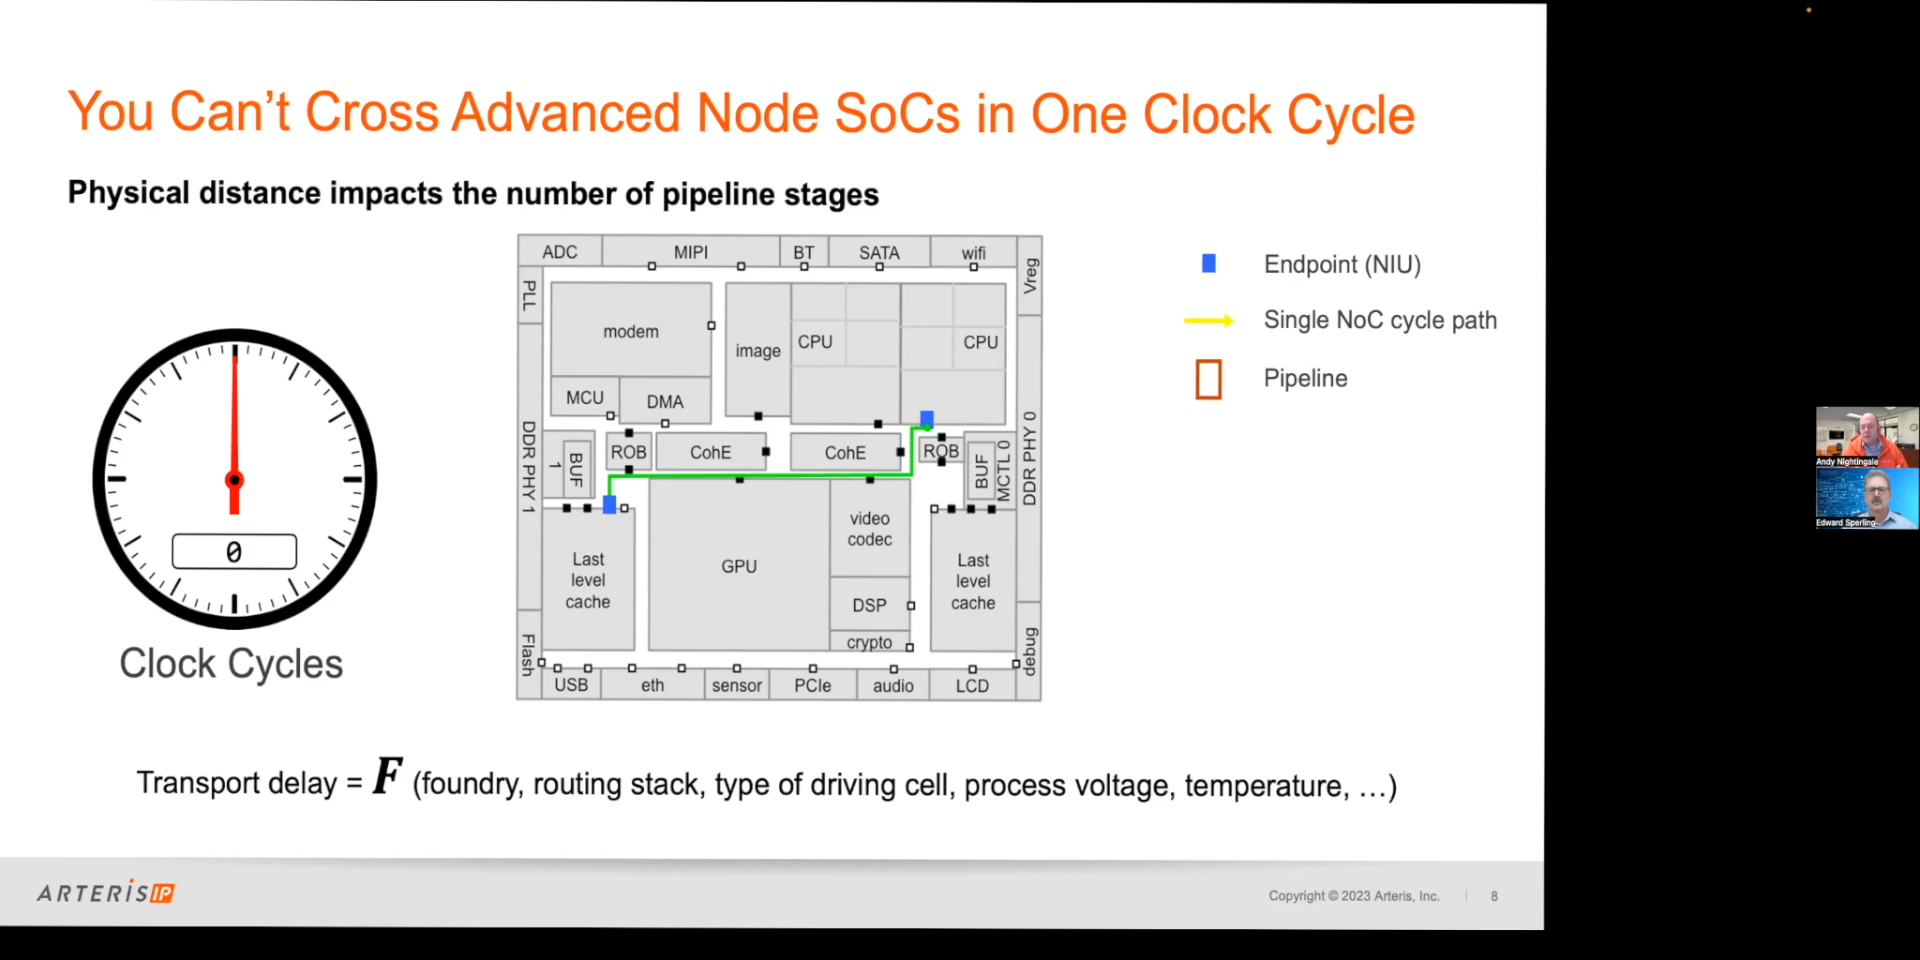 You Can't Cross Advanced Node SoCs in One Clock Cycle
Physical distance impacts the number of pipeline stages
ADC
MIPI
BT
SATA
wifi
Vreg
PLL
modem
image
CPU
CPU
MCU
DMA
DDR PHY 1
1
BUF
ROB
CohE
CohE
ROB
BUF
MCTL 0
DDR PHY 0
Last
level
cache
GPU
video
codec
DSP
crypto
Last
level
cache
Flash
debug
USB
eth
sensor
PCIe
audio
LCD
Endpoint (NIU)
Single NoC cycle path
Pipeline
0
Clock Cycles
Transport delay = F (foundry, routing stack, type of driving cell, process voltage, temperature, …)
ARTERIS IP
Copyright © 2023 Arteris, Inc. | 8
Andy Nightingale
Edward Sperling